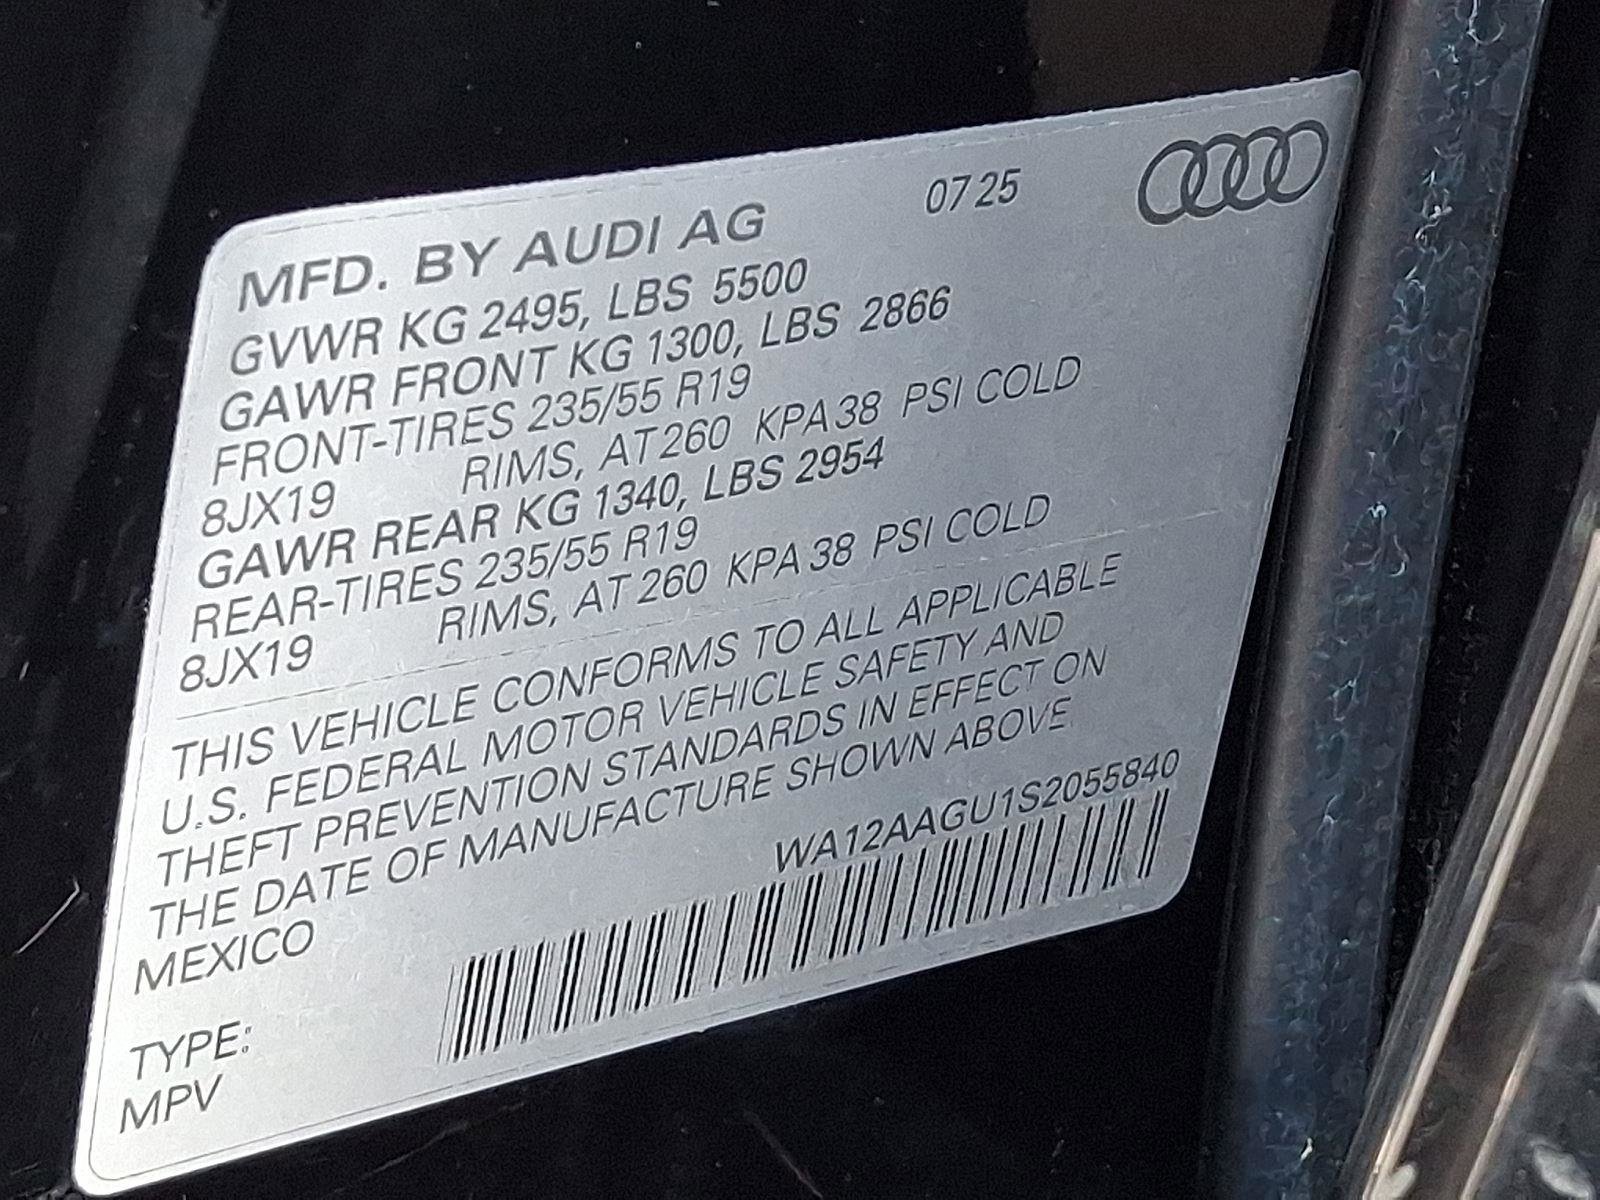 MFD. BY AUDI AG 0725
GVWR KG 2495, LBS 5500
GAWR FRONT KG 1300, LBS 2866
FRONT-TIRES 235/55 R19
8JX19 RIMS, AT 260 KPA 38 PSI COLD
GAWR REAR KG 1340, LBS 2954
REAR-TIRES 235/55 R19
8JX19 RIMS, AT 260 KPA 38 PSI COLD
THIS VEHICLE CONFORMS TO ALL APPLICABLE
U.S. FEDERAL MOTOR VEHICLE SAFETY AND
THEFT PREVENTION STANDARDS IN EFFECT ON
THE DATE OF MANUFACTURE SHOWN ABOVE
MEXICO
WA12AAGU1S2055840
TYPE:
MPV